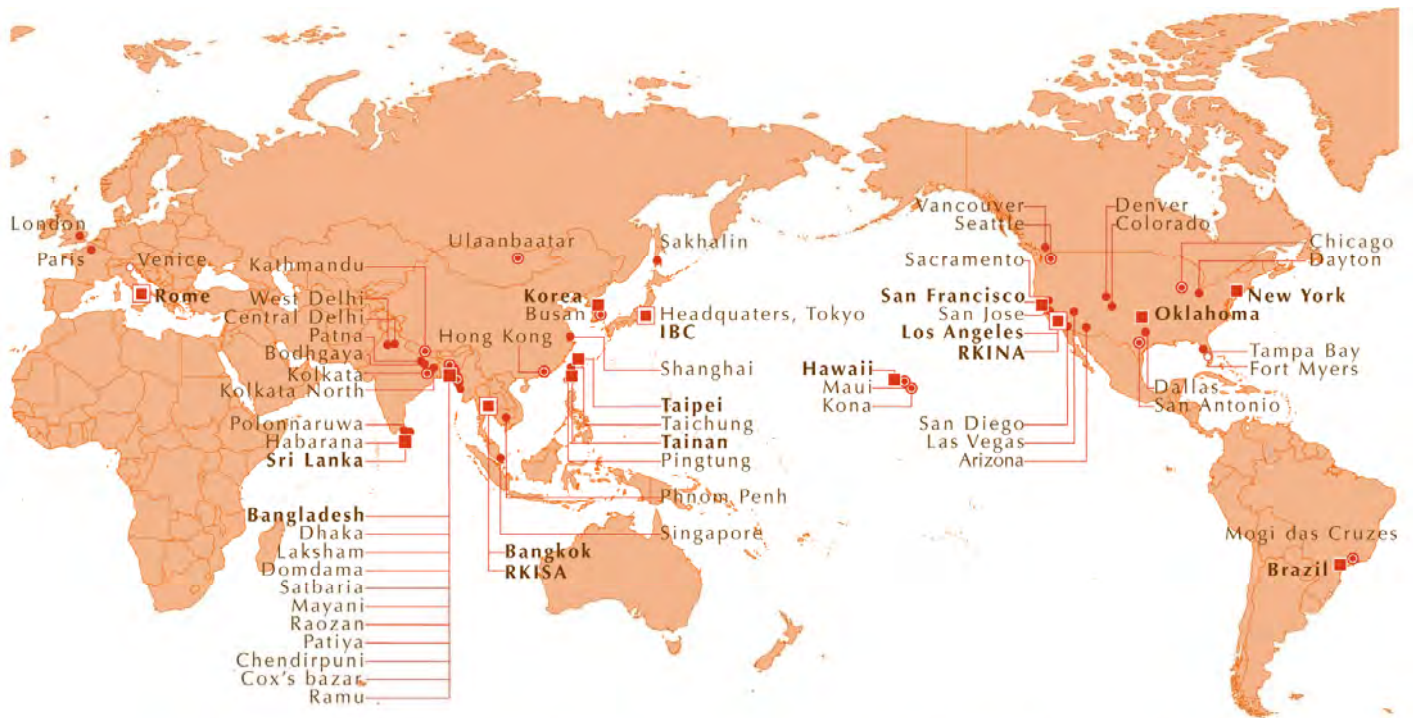 London
Paris
Venice
Rome
Kathmandu
West Delhi
Central Delhi
Patna
Bodhgaya
Kolkata
Kolkata North
Polonnaruwa
Habarana
Sri Lanka
Bangladesh
Dhaka
Laksham
Domdama
Satbaria
Mayani
Raozan
Patiya
Chendirpuni
Cox's bazar
Ramu
Ulaanbaatar
Hong Kong
Korea
Busan
Bangkok
RKISA
Sakhalin
Headquaters, Tokyo
IBC
Shanghai
Taipei
Taichung
Tainan
Pingtung
Phnom Penh
Singapore
Hawaii
Maui
Kona
Vancouver
Seattle
Sacramento
San Francisco
San Jose
Los Angeles
RKINA
San Diego
Las Vegas
Arizona
Denver
Colorado
Chicago
Dayton
New York
Oklahoma
Tampa Bay
Fort Myers
Dallas
San Antonio
Mogi das Cruzes
Brazil